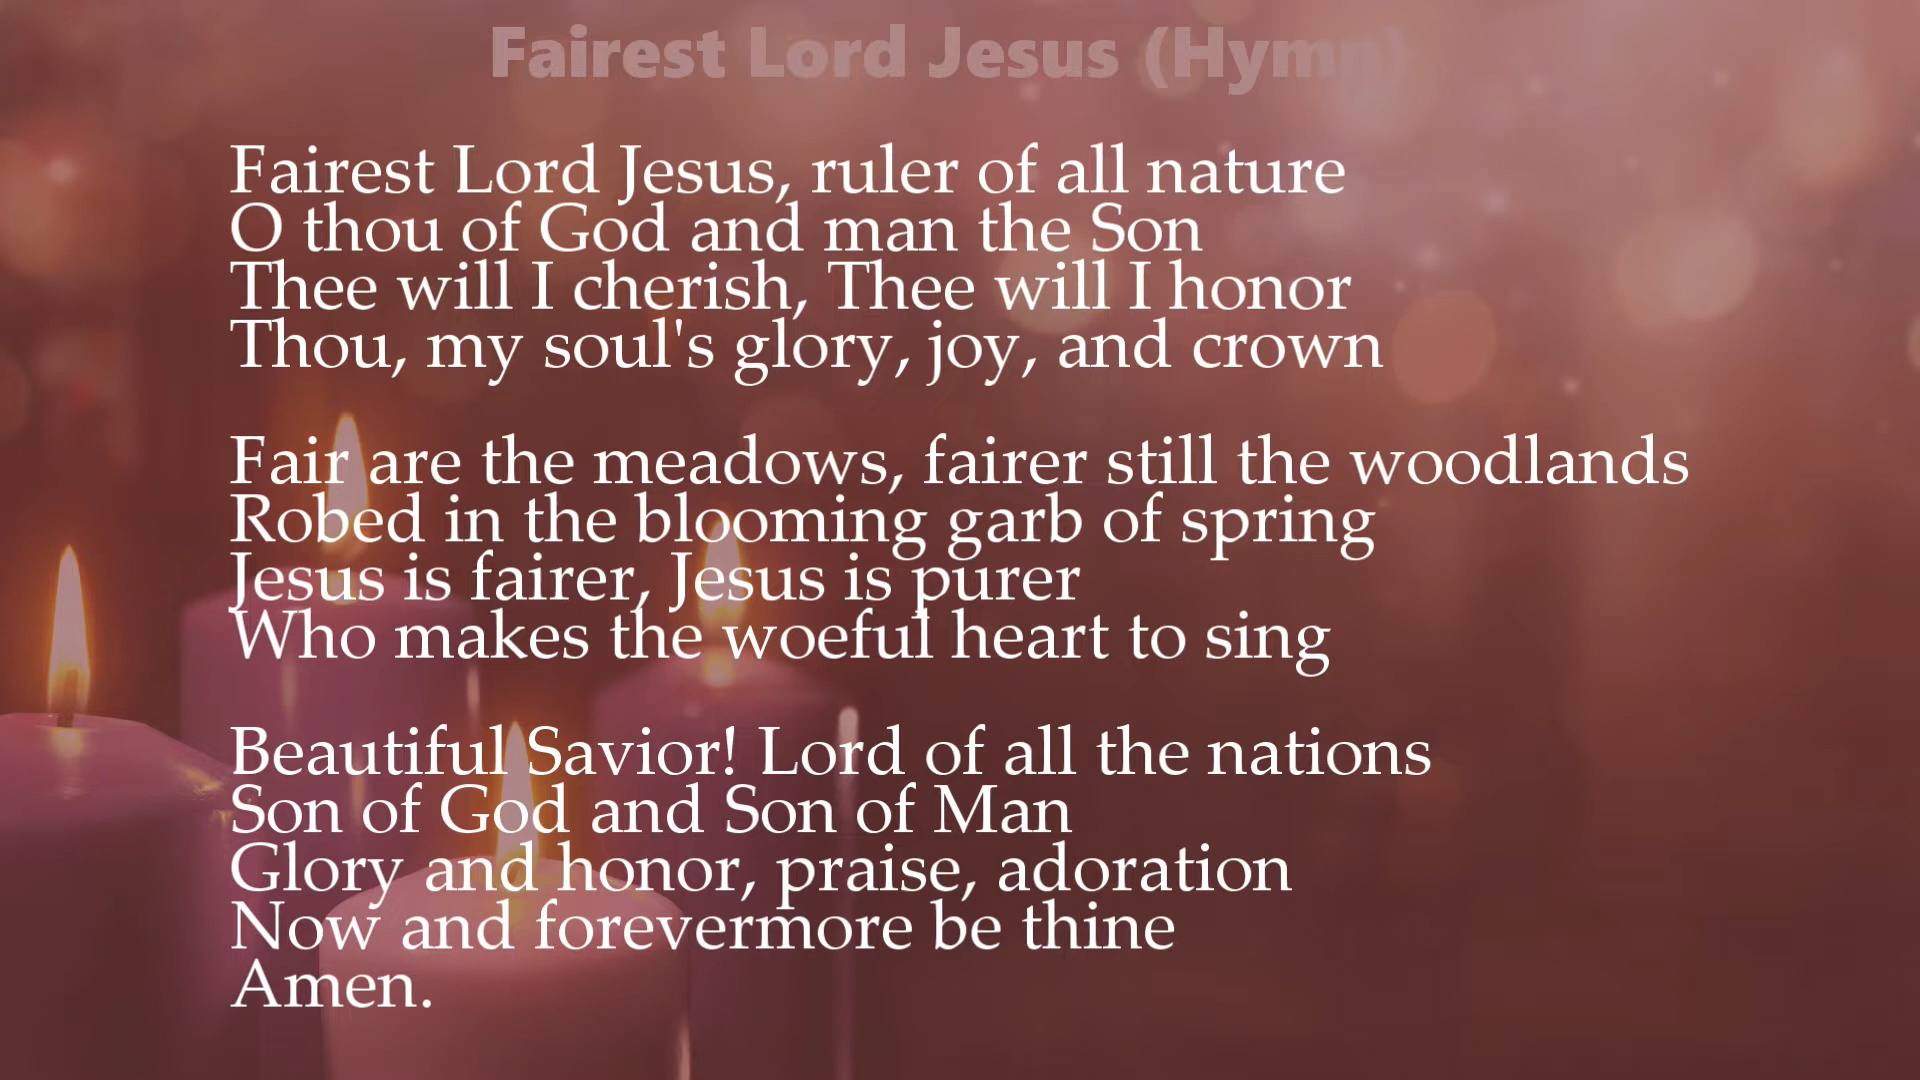 Fairest Lord Jesus (Hymn)
Fairest Lord Jesus, ruler of all nature
O thou of God and man the Son
Thee will I cherish, Thee will I honor
Thou, my soul's glory, joy, and crown
Fair are the meadows, fairer still the woodlands
Robed in the blooming garb of spring
Jesus is fairer, Jesus is purer
Who makes the woeful heart to sing
Beautiful Savior! Lord of all the nations
Son of God and Son of Man
Glory and honor, praise, adoration
Now and forevermore be thine
Amen.